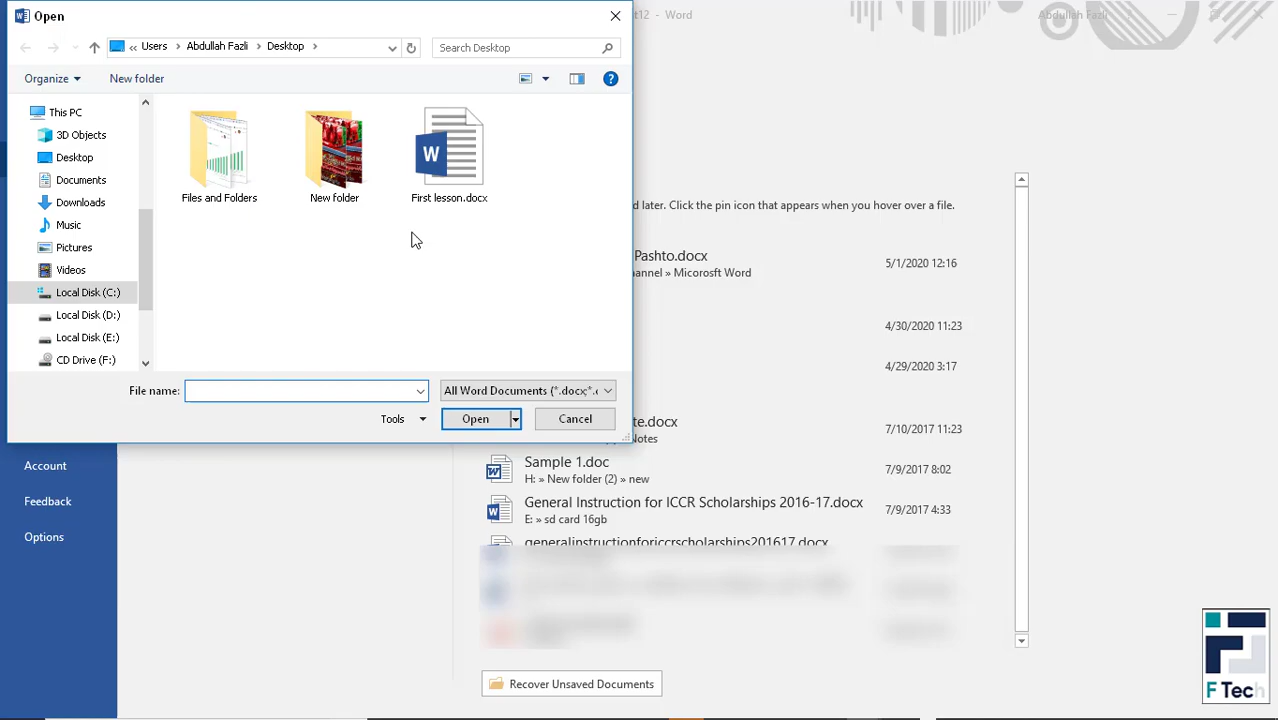 Open
t12 - Word
Abdullah Fazli
Users
Abdullah Fazli
Desktop
Search Desktop
Organize
New folder
This PC
3D Objects
Desktop
Documents
Downloads
Music
Pictures
Videos
Local Disk (C:)
Local Disk (D:)
Local Disk (E:)
CD Drive (F:)
Files and Folders
New folder
First lesson.docx
File name:
All Word Documents (*.docx;*.c
Tools
Open
Cancel
d later. Click the pin icon that appears when you hover over a file.
Pashto.docx
5/1/2020 12:16
hannel » Micorosft Word
4/30/2020 11:23
4/29/2020 3:17
te.docx
7/10/2017 11:23
Notes
Sample 1.doc
7/9/2017 8:02
H: » New folder (2) » new
General Instruction for ICCR Scholarships 2016-17.docx
7/9/2017 4:33
E: » sd card 16gb
generalinstructionforiccrscholarships201617.docx
Account
Feedback
Options
Recover Unsaved Documents
F Tech